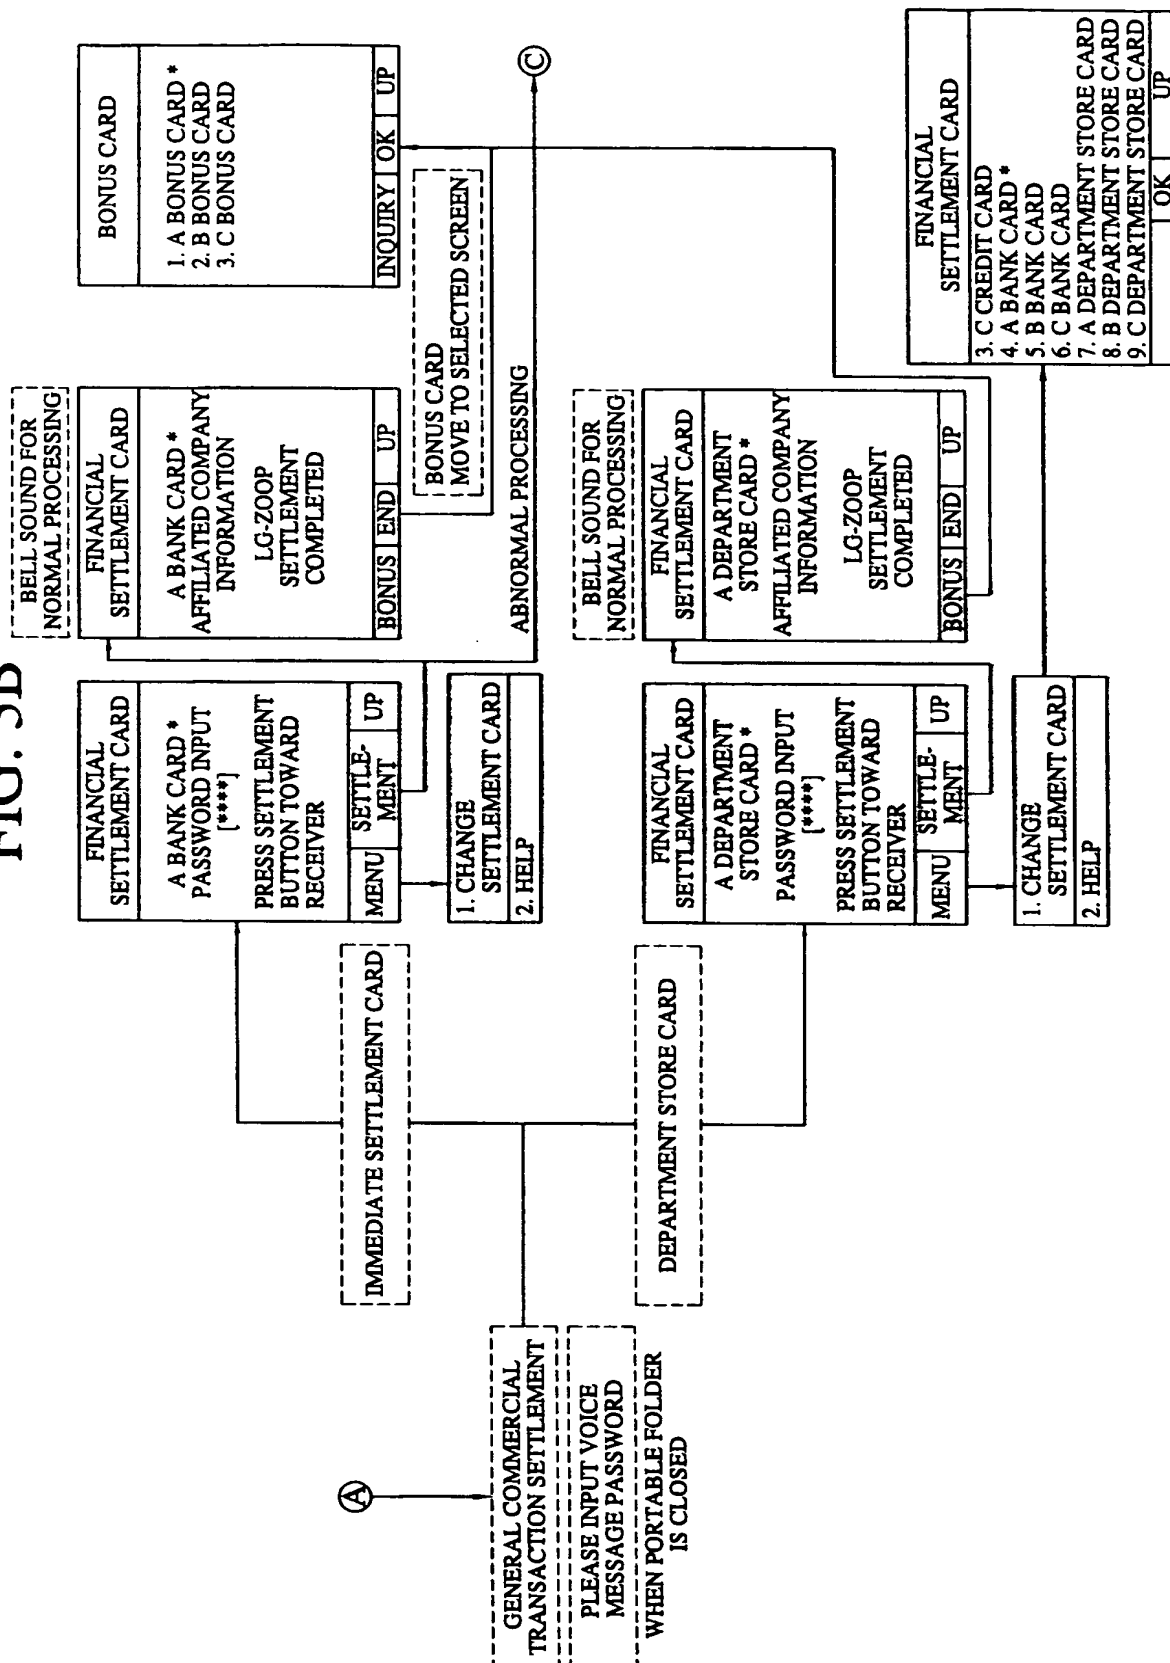 FIG.
A
GENERAL COMMERCIAL
TRANSACTION SETTLEMENT
PLEASE INPUT VOICE
MESSAGE PASSWORD
WHEN PORTABLE FOLDER
IS CLOSED
IMMEDIATE SETTLEMENT CARD
DEPARTMENT STORE CARD
FINANCIAL
SETTLEMENT CARD
A BANK CARD *
PASSWORD INPUT
[****]
PRESS SETTLEMENT
BUTTON TOWARD
RECEIVER
MENU
SETTLE-
MENT
UP
1. CHANGE
SETTLEMENT CARD
2. HELP
BELL SOUND FOR
NORMAL PROCESSING
FINANCIAL
SETTLEMENT CARD
A BANK CARD *
AFFILIATED COMPANY
INFORMATION
LG-ZOOP
SETTLEMENT
COMPLETED
BONUS END UP
BONUS CARD
1. A BONUS CARD *
2. B BONUS CARD
3. C BONUS CARD
INQUIRY OK UP
BONUS CARD
MOVE TO SELECTED SCREEN
ABNORMAL PROCESSING
C
FINANCIAL
SETTLEMENT CARD
A DEPARTMENT
STORE CARD *
PASSWORD INPUT
[****]
PRESS SETTLEMENT
BUTTON TOWARD
RECEIVER
MENU
SETTLE-
MENT
UP
1. CHANGE
SETTLEMENT CARD
2. HELP
BELL SOUND FOR
NORMAL PROCESSING
FINANCIAL
SETTLEMENT CARD
A DEPARTMENT
STORE CARD *
AFFILIATED COMPANY
INFORMATION
LG-ZOOP
SETTLEMENT
COMPLETED
BONUS END UP
FINANCIAL
SETTLEMENT CARD
3. C CREDIT CARD
4. A BANK CARD *
5. B BANK CARD
6. C BANK CARD
7. A DEPARTMENT STORE CARD
8. B DEPARTMENT STORE CARD
9. C DEPARTMENT STORE CARD
OK UP